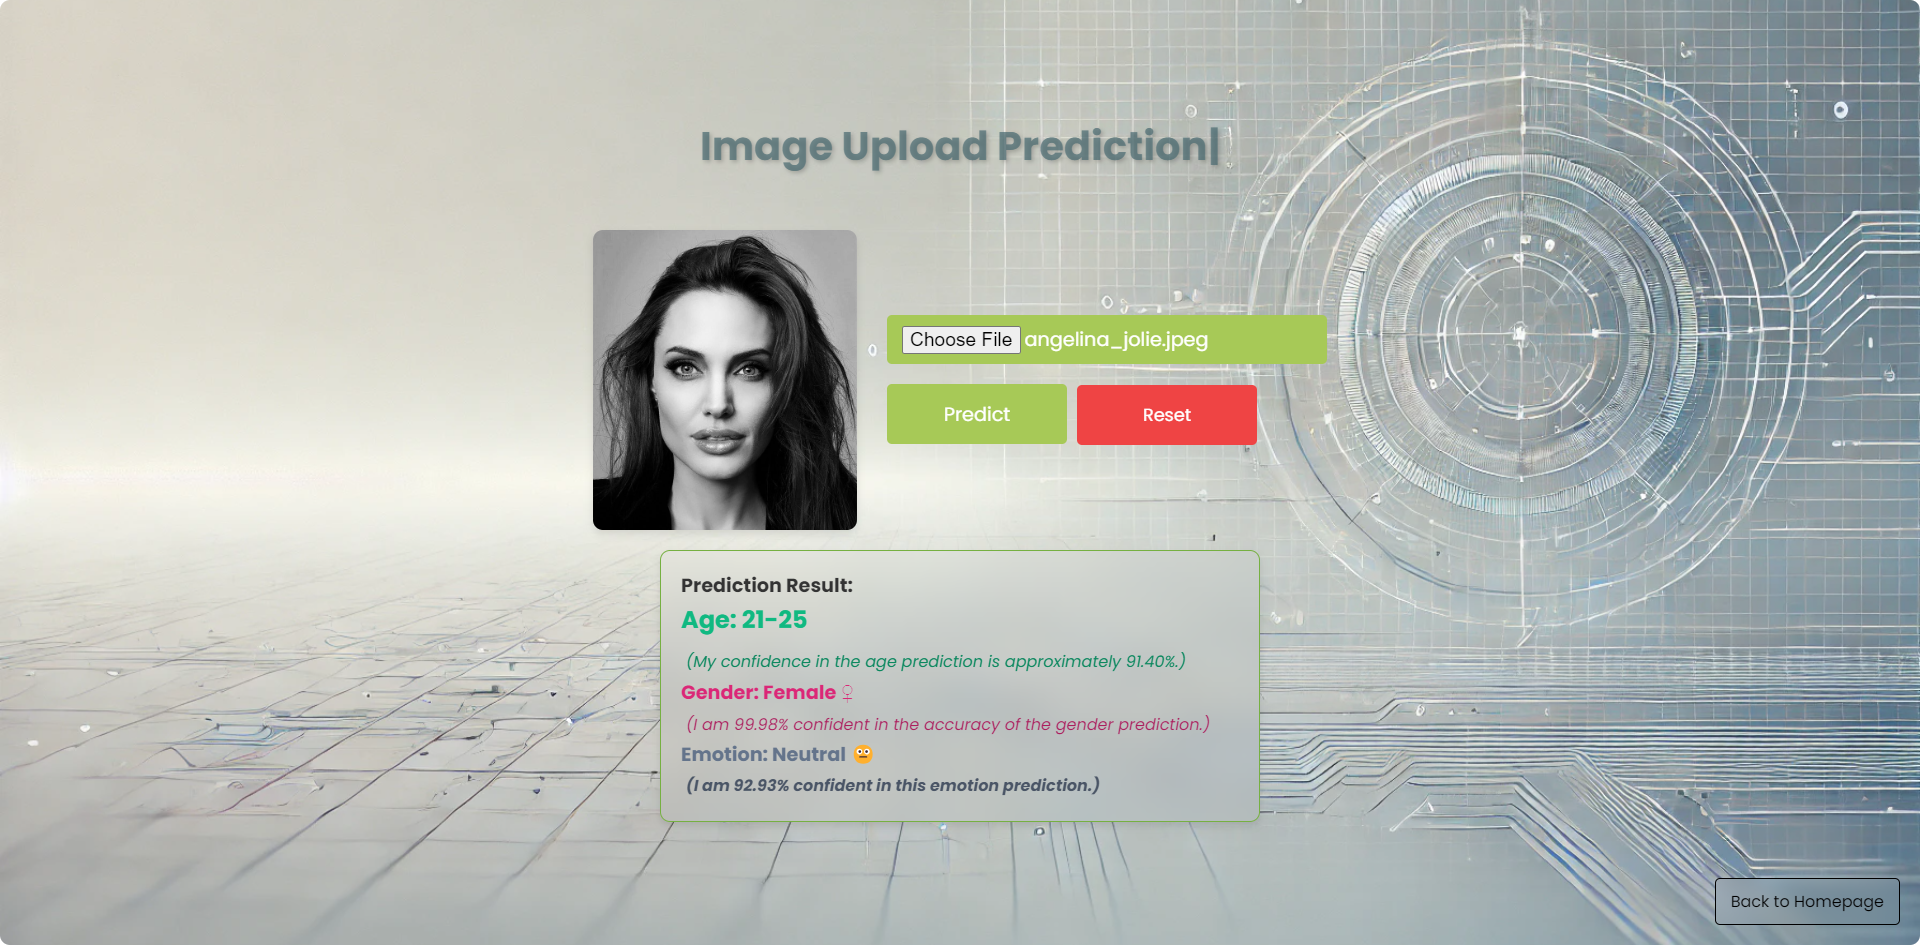 Image Upload Prediction|
Choose File angelina_jolie.jpeg
Predict
Reset
Prediction Result:
Age: 21-25
(My confidence in the age prediction is approximately 91.40%.)
Gender: Female ♀
(I am 99.98% confident in the accuracy of the gender prediction.)
Emotion: Neutral 😐
(I am 92.93% confident in this emotion prediction.)
Back to Homepage